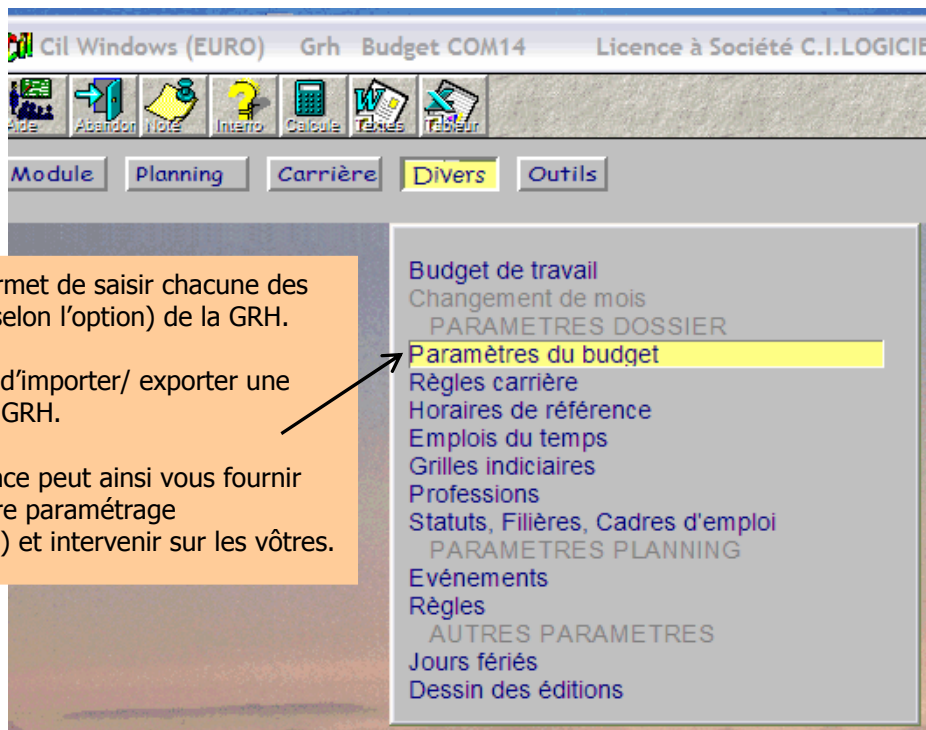 Cil Windows (EURO) Grh Budget COM14 Licence à Société C.I.LOGICIE
Aide Abandon Note Interro Calcule Textes Tableur
Module Planning Carrière Divers Outils
Budget de travail
Changement de mois
PARAMETRES DOSSIER
Paramètres du budget
Règles carrière
Horaires de référence
Emplois du temps
Grilles indiciaires
Professions
Statuts, Filières, Cadres d'emploi
PARAMETRES PLANNING
Evénements
Règles
AUTRES PARAMETRES
Jours fériés
Dessin des éditions
rmet de saisir chacune des
selon l’option) de la GRH.
d’importer/ exporter une
GRH.
nce peut ainsi vous fournir
re paramétrage
) et intervenir sur les vôtres.